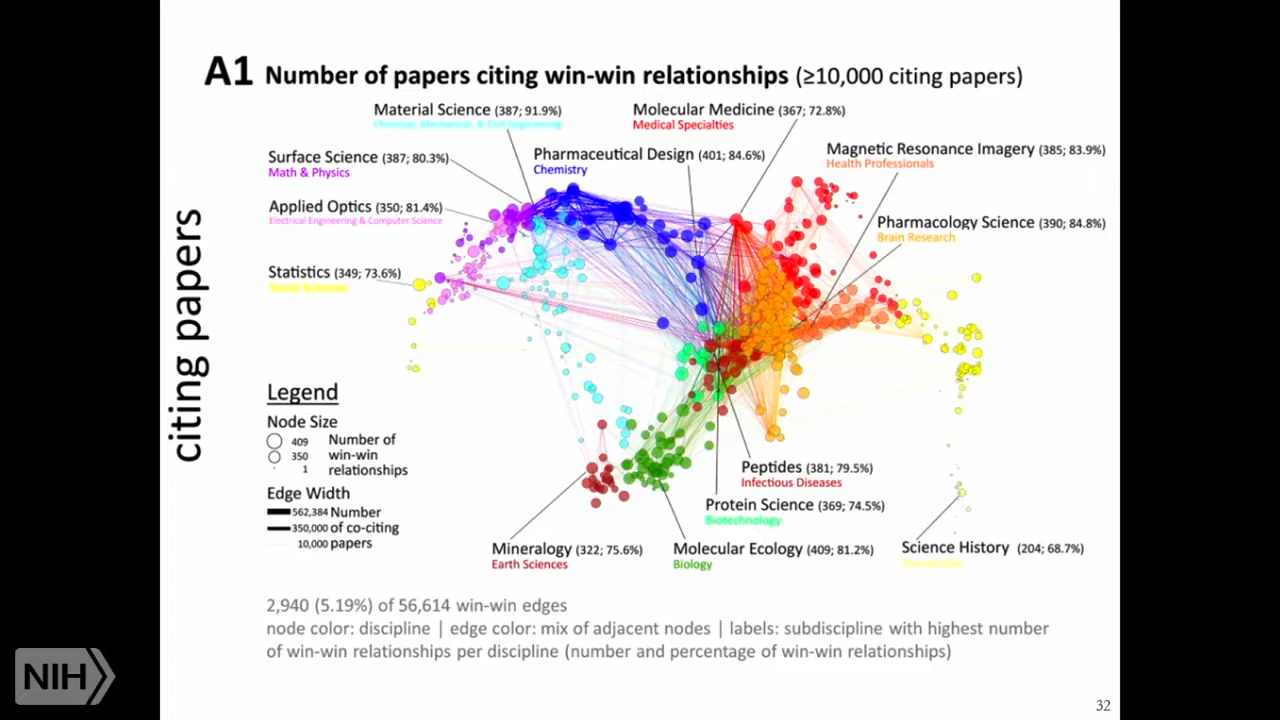 A1 Number of papers citing win-win relationships (≥10,000 citing papers)
Material Science (387; 91.9%)
Chemical, Mechanical, & Civil Engineering
Molecular Medicine (367; 72.8%)
Medical Specialties
Surface Science (387; 80.3%)
Math & Physics
Pharmaceutical Design (401; 84.6%)
Chemistry
Magnetic Resonance Imagery (385; 83.9%)
Health Professionals
Applied Optics (350; 81.4%)
Electrical Engineering & Computer Science
Pharmacology Science (390; 84.8%)
Brain Research
Statistics (349; 73.6%)
Social Sciences
citing papers
Legend
Node Size
409
350
1
Number of
win-win
relationships
Edge Width
562,384 Number
350,000 of co-citing
10,000 papers
Peptides (381; 79.5%)
Infectious Diseases
Protein Science (369; 74.5%)
Biotechnology
Mineralogy (322; 75.6%)
Earth Sciences
Molecular Ecology (409; 81.2%)
Biology
Science History (204; 68.7%)
2,940 (5.19%) of 56,614 win-win edges
node color: discipline | edge color: mix of adjacent nodes | labels: subdiscipline with highest number
of win-win relationships per discipline (number and percentage of win-win relationships)
NIH
32